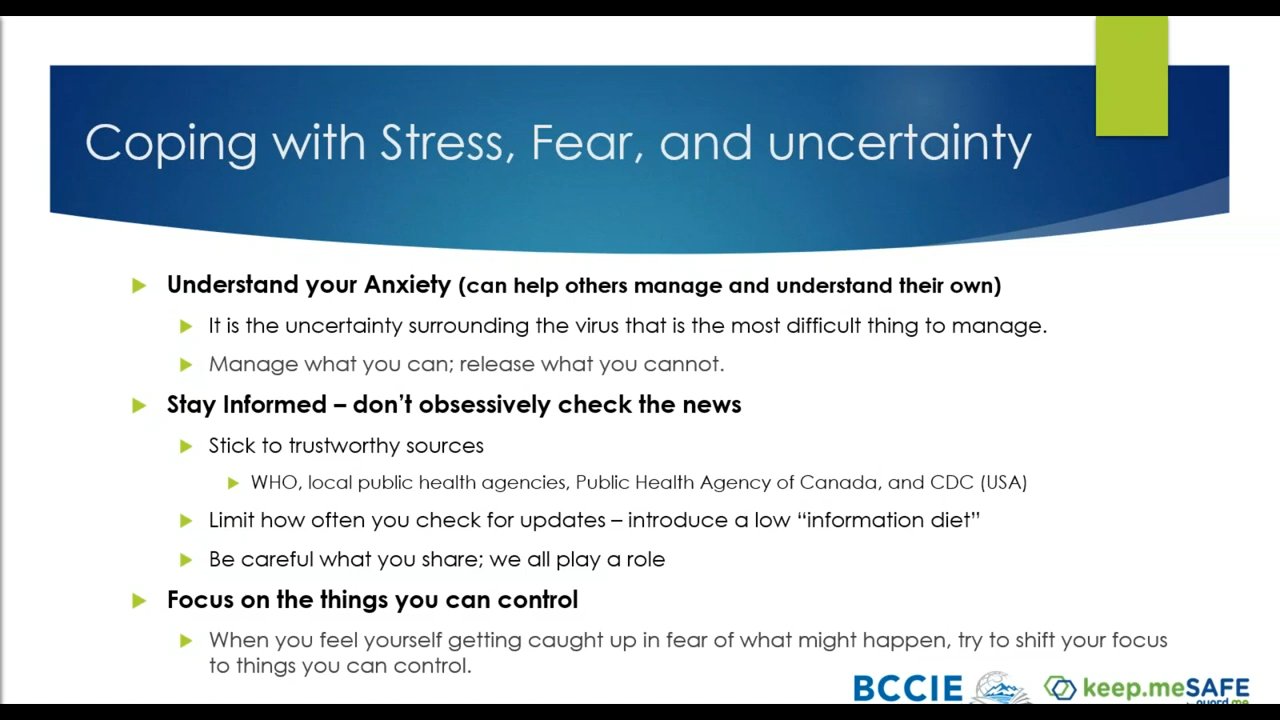 Coping with Stress, Fear, and uncertainty
Understand your Anxiety (can help others manage and understand their own)
It is the uncertainty surrounding the virus that is the most difficult thing to manage.
Manage what you can; release what you cannot.
Stay Informed – don’t obsessively check the news
Stick to trustworthy sources
WHO, local public health agencies, Public Health Agency of Canada, and CDC (USA)
Limit how often you check for updates – introduce a low “information diet”
Be careful what you share; we all play a role
Focus on the things you can control
When you feel yourself getting caught up in fear of what might happen, try to shift your focus
to things you can control.
BCCIE
keep.meSAFE
guard.me